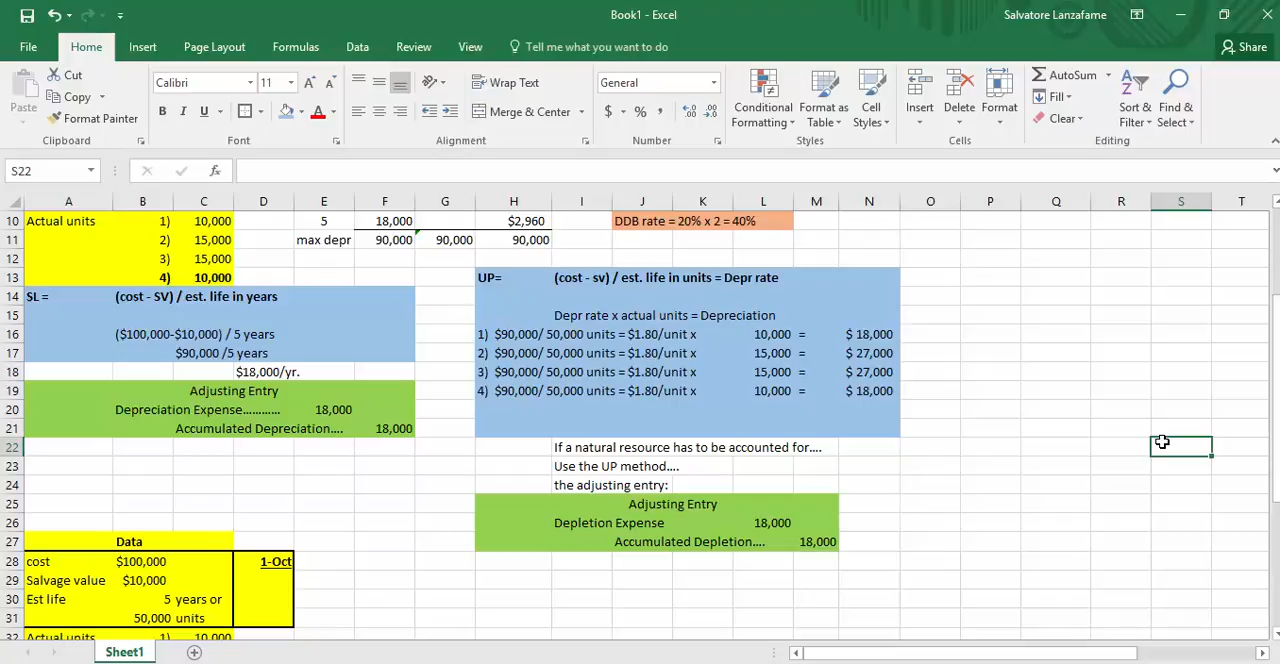 Book1 - Excel
Salvatore Lanzafame
File Home Insert Page Layout Formulas Data Review View Tell me what you want to do Share
Paste Cut Copy Format Painter
Calibri 11 Wrap Text General
B I U Merge & Center $ % ,
Conditional Formatting Format as Table Cell Styles Insert Delete Format
AutoSum Fill Clear Sort & Filter Find & Select
Clipboard Font Alignment Number Styles Cells Editing
S22 fx
A B C D E F G H I J K L M N O P Q R S T
10 Actual units 1) 10,000 5 18,000 $2,960 DDB rate = 20% x 2 = 40%
11 2) 15,000 max depr 90,000 90,000 90,000
12 3) 15,000
13 4) 10,000 UP= (cost - sv) / est. life in units = Depr rate
14 SL = (cost - SV) / est. life in years
15 Depr rate x actual units = Depreciation
16 ($100,000-$10,000) / 5 years 1) $90,000/ 50,000 units = $1.80/unit x 10,000 = $ 18,000
17 $90,000 /5 years 2) $90,000/ 50,000 units = $1.80/unit x 15,000 = $ 27,000
18 $18,000/yr. 3) $90,000/ 50,000 units = $1.80/unit x 15,000 = $ 27,000
19 Adjusting Entry 4) $90,000/ 50,000 units = $1.80/unit x 10,000 = $ 18,000
20 Depreciation Expense............ 18,000
21 Accumulated Depreciation.... 18,000
22 If a natural resource has to be accounted for....
23 Use the UP method....
24 the adjusting entry:
25 Adjusting Entry
26 Depletion Expense 18,000
27 Data Accumulated Depletion.... 18,000
28 cost $100,000 1-Oct
29 Salvage value $10,000
30 Est life 5 years or
31 50,000 units
32 Actual units 1) 10,000
Sheet1